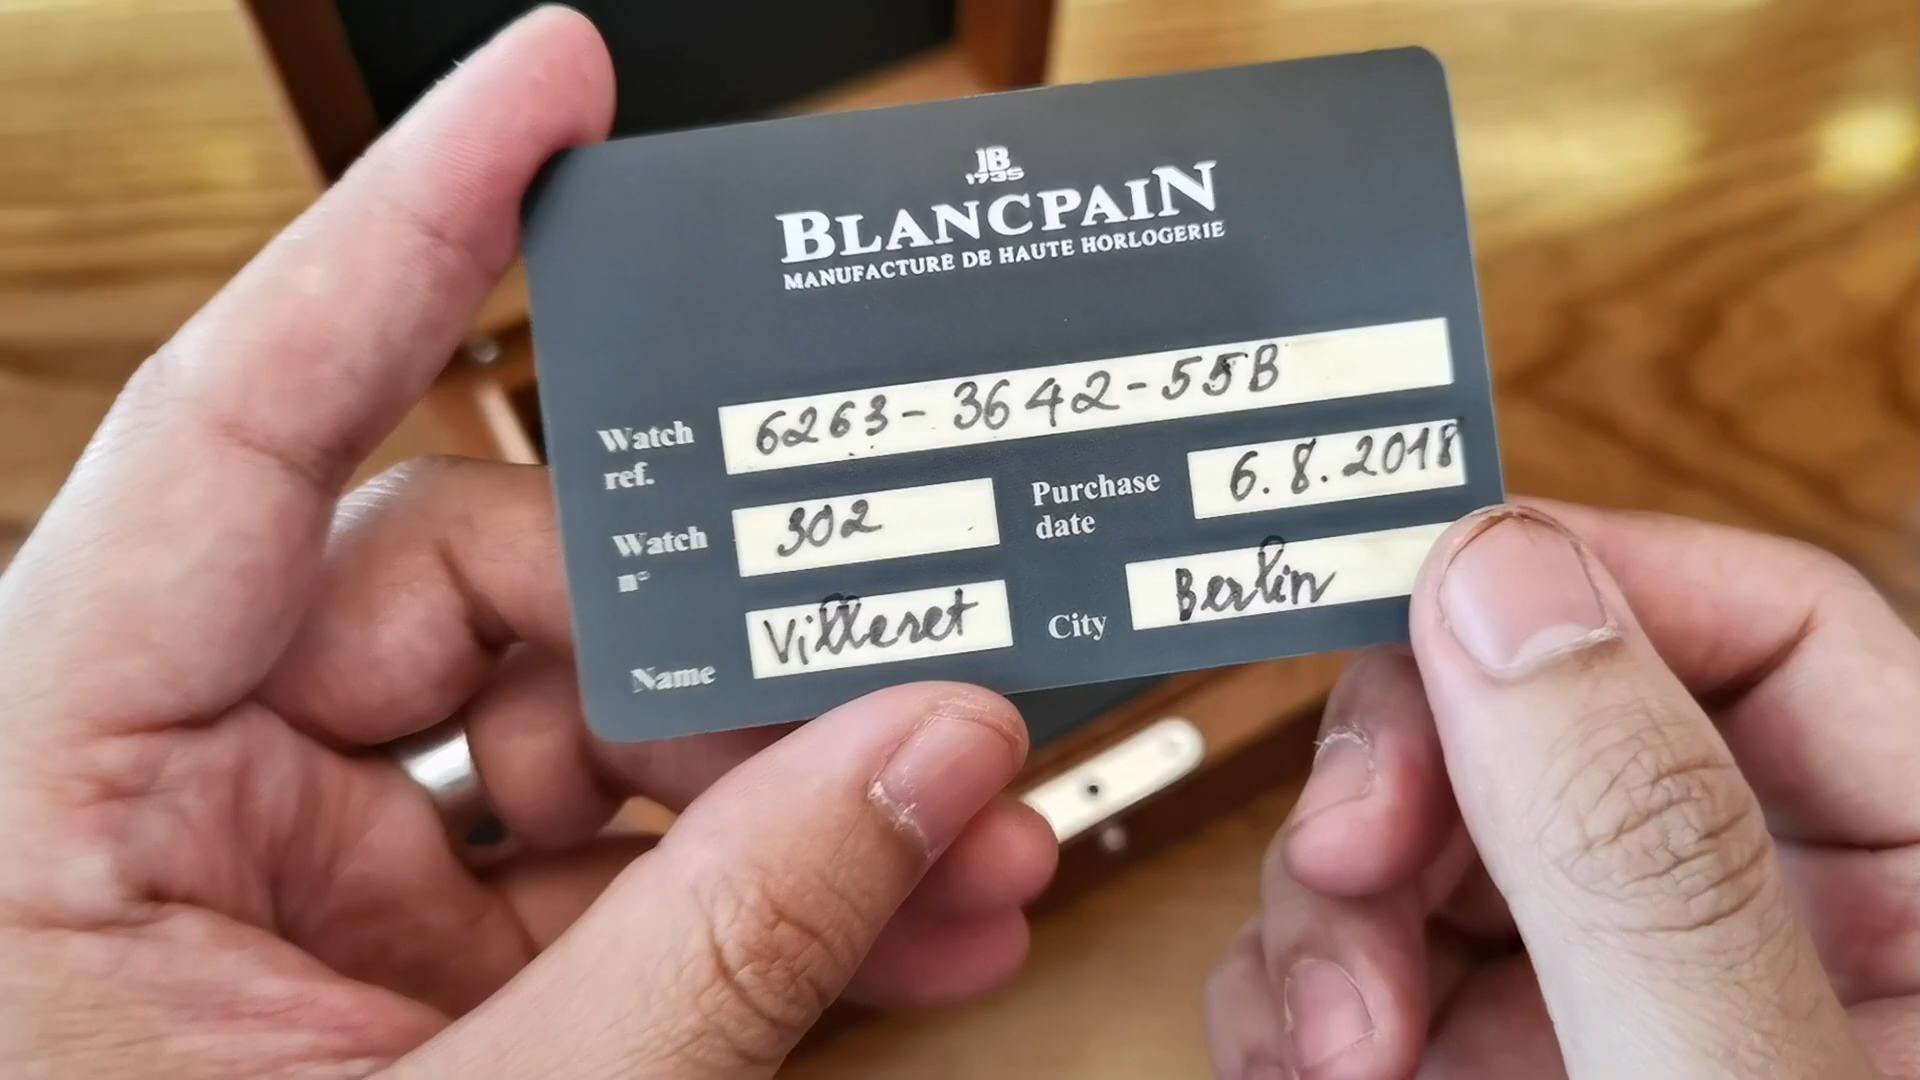 JB
1735
BLANCPAIN
MANUFACTURE DE HAUTE HORLOGERIE
Watch ref. 6263-3642-55B
Watch n° 302
Purchase date 6.8.2018
Name Villeret
City Berlin